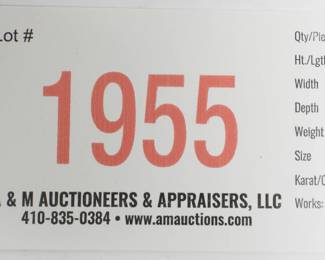 Lot #
1955
& M AUCTIONEERS & APPRAISERS, LLC
410-835-0384 • www.amauctions.com
Width
Depth
Weight
Size
Works: